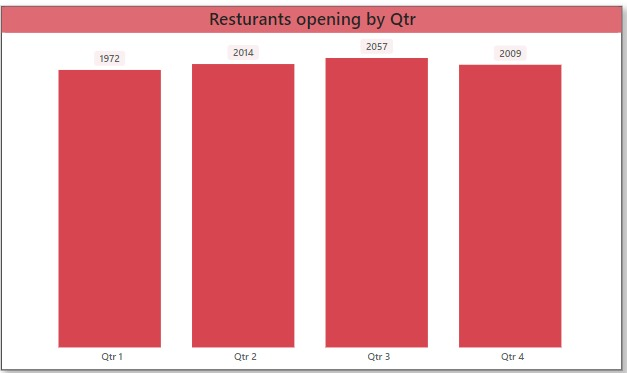 Resturants opening by Qtr
1972
2014
2057
2009
Qtr 1
Qtr 2
Qtr 3
Qtr 4